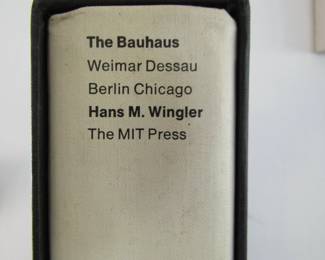 The Bauhaus
Weimar Dessau
Berlin Chicago
Hans M. Wingler
The MIT Press